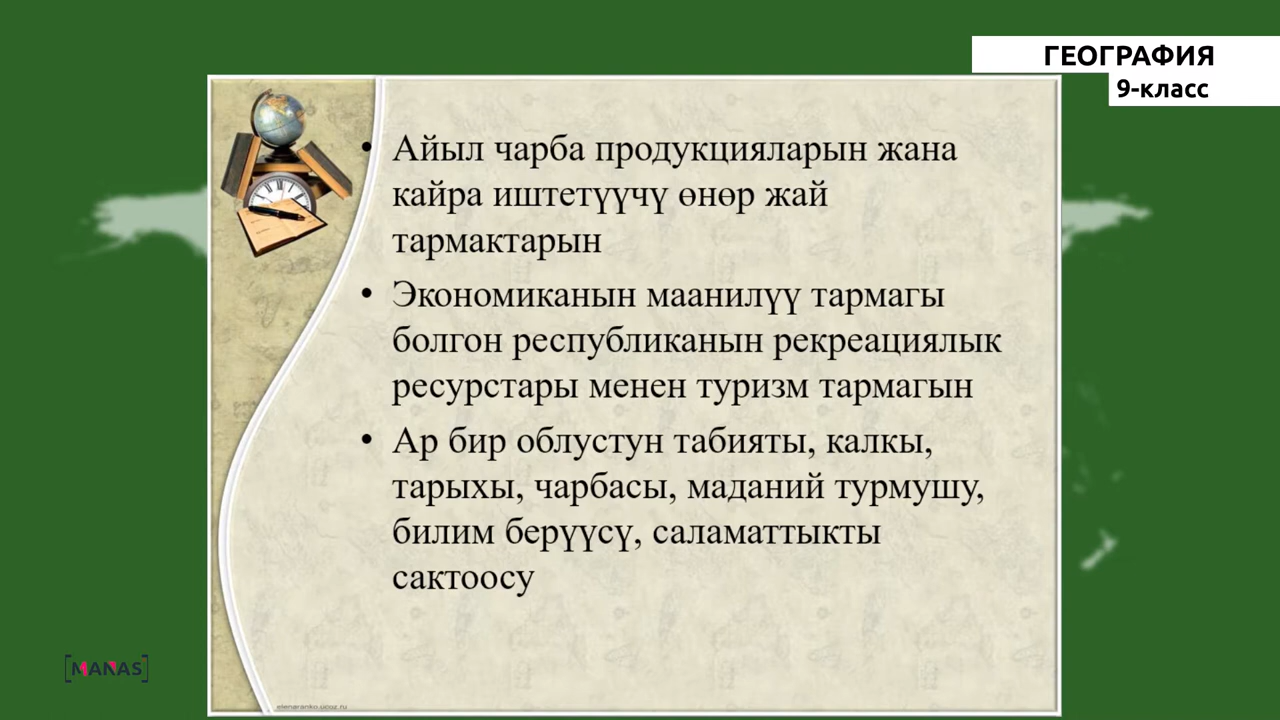 ГЕОГРАФИЯ
9-класс
• Айыл чарба продукцияларын жана
кайра иштетүүчү өнөр жай
тармактарын
• Экономиканын маанилүү тармагы
болгон республиканын рекреациялык
ресурстары менен туризм тармагын
• Ар бир облустун табияты, калкы,
тарыхы, чарбасы, маданий турмушу,
билим берүүсү, саламаттыкты
сактоосу
[MANAS]
elenaranko.ucoz.ru